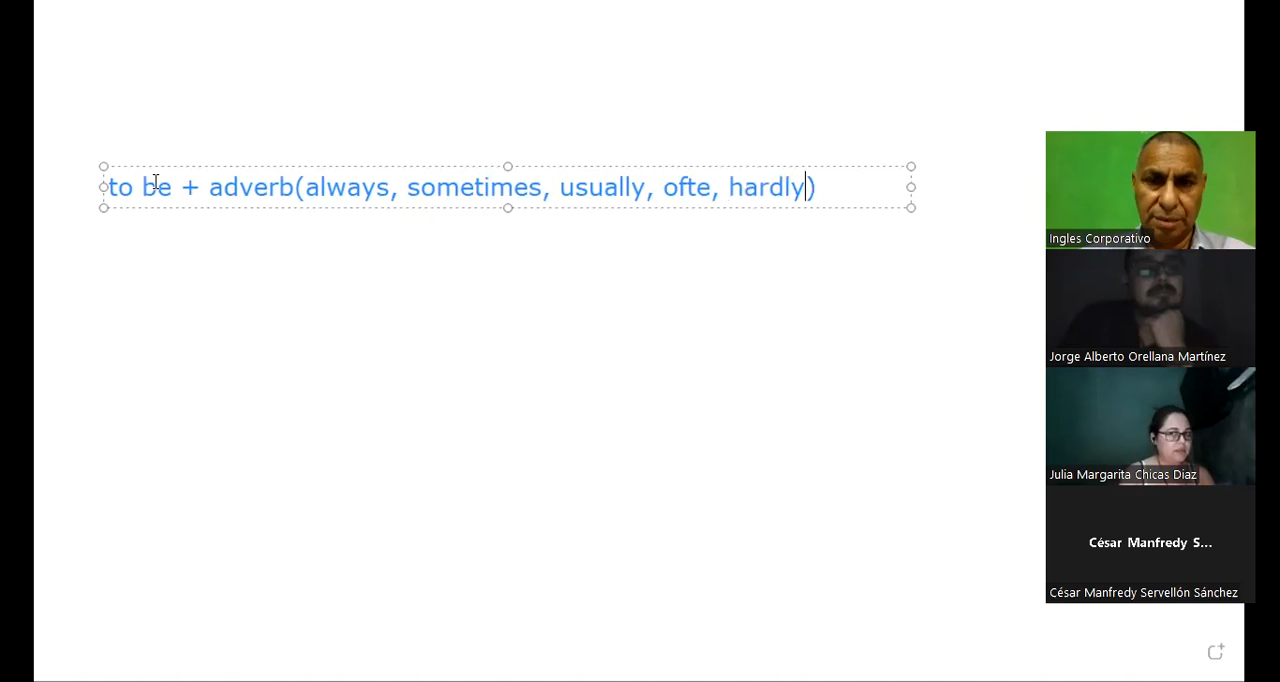 to be + adverb(always, sometimes, usually, ofte, hardly)
Ingles Corporativo
Jorge Alberto Orellana Martínez
Julia Margarita Chicas Diaz
César Manfredy S...
César Manfredy Servellón Sánchez